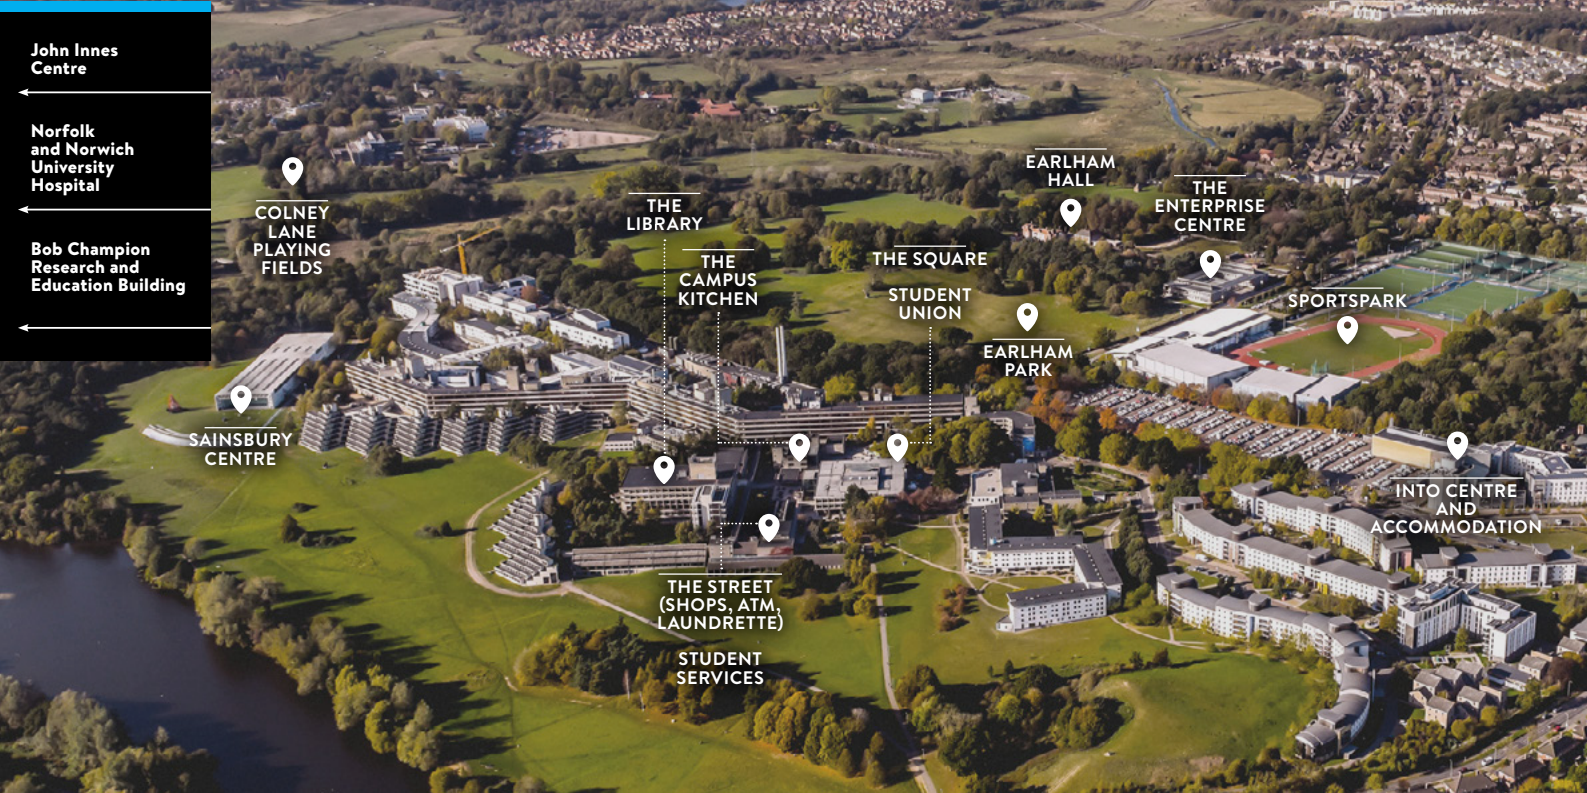 John Innes
Centre
Norfolk
and Norwich
University
Hospital
Bob Champion
Research and
Education Building
COLNEY
LANE
PLAYING
FIELDS
SAINSBURY
CENTRE
THE
LIBRARY
THE
CAMPUS
KITCHEN
THE SQUARE
STUDENT
UNION
EARLHAM
HALL
THE
ENTERPRISE
CENTRE
EARLHAM
PARK
SPORTSPARK
INTO CENTRE
AND
ACCOMMODATION
THE STREET
(SHOPS, ATM,
LAUNDRETTE)
STUDENT
SERVICES